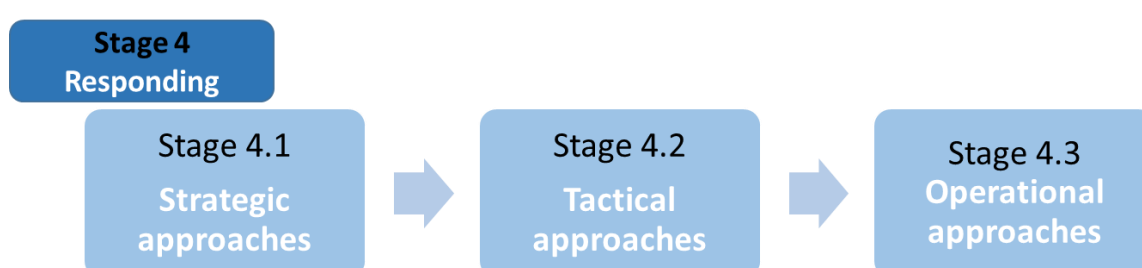 Stage 4
Responding
Stage 4.1
Strategic
approaches
Stage 4.2
Tactical
approaches
Stage 4.3
Operational
approaches